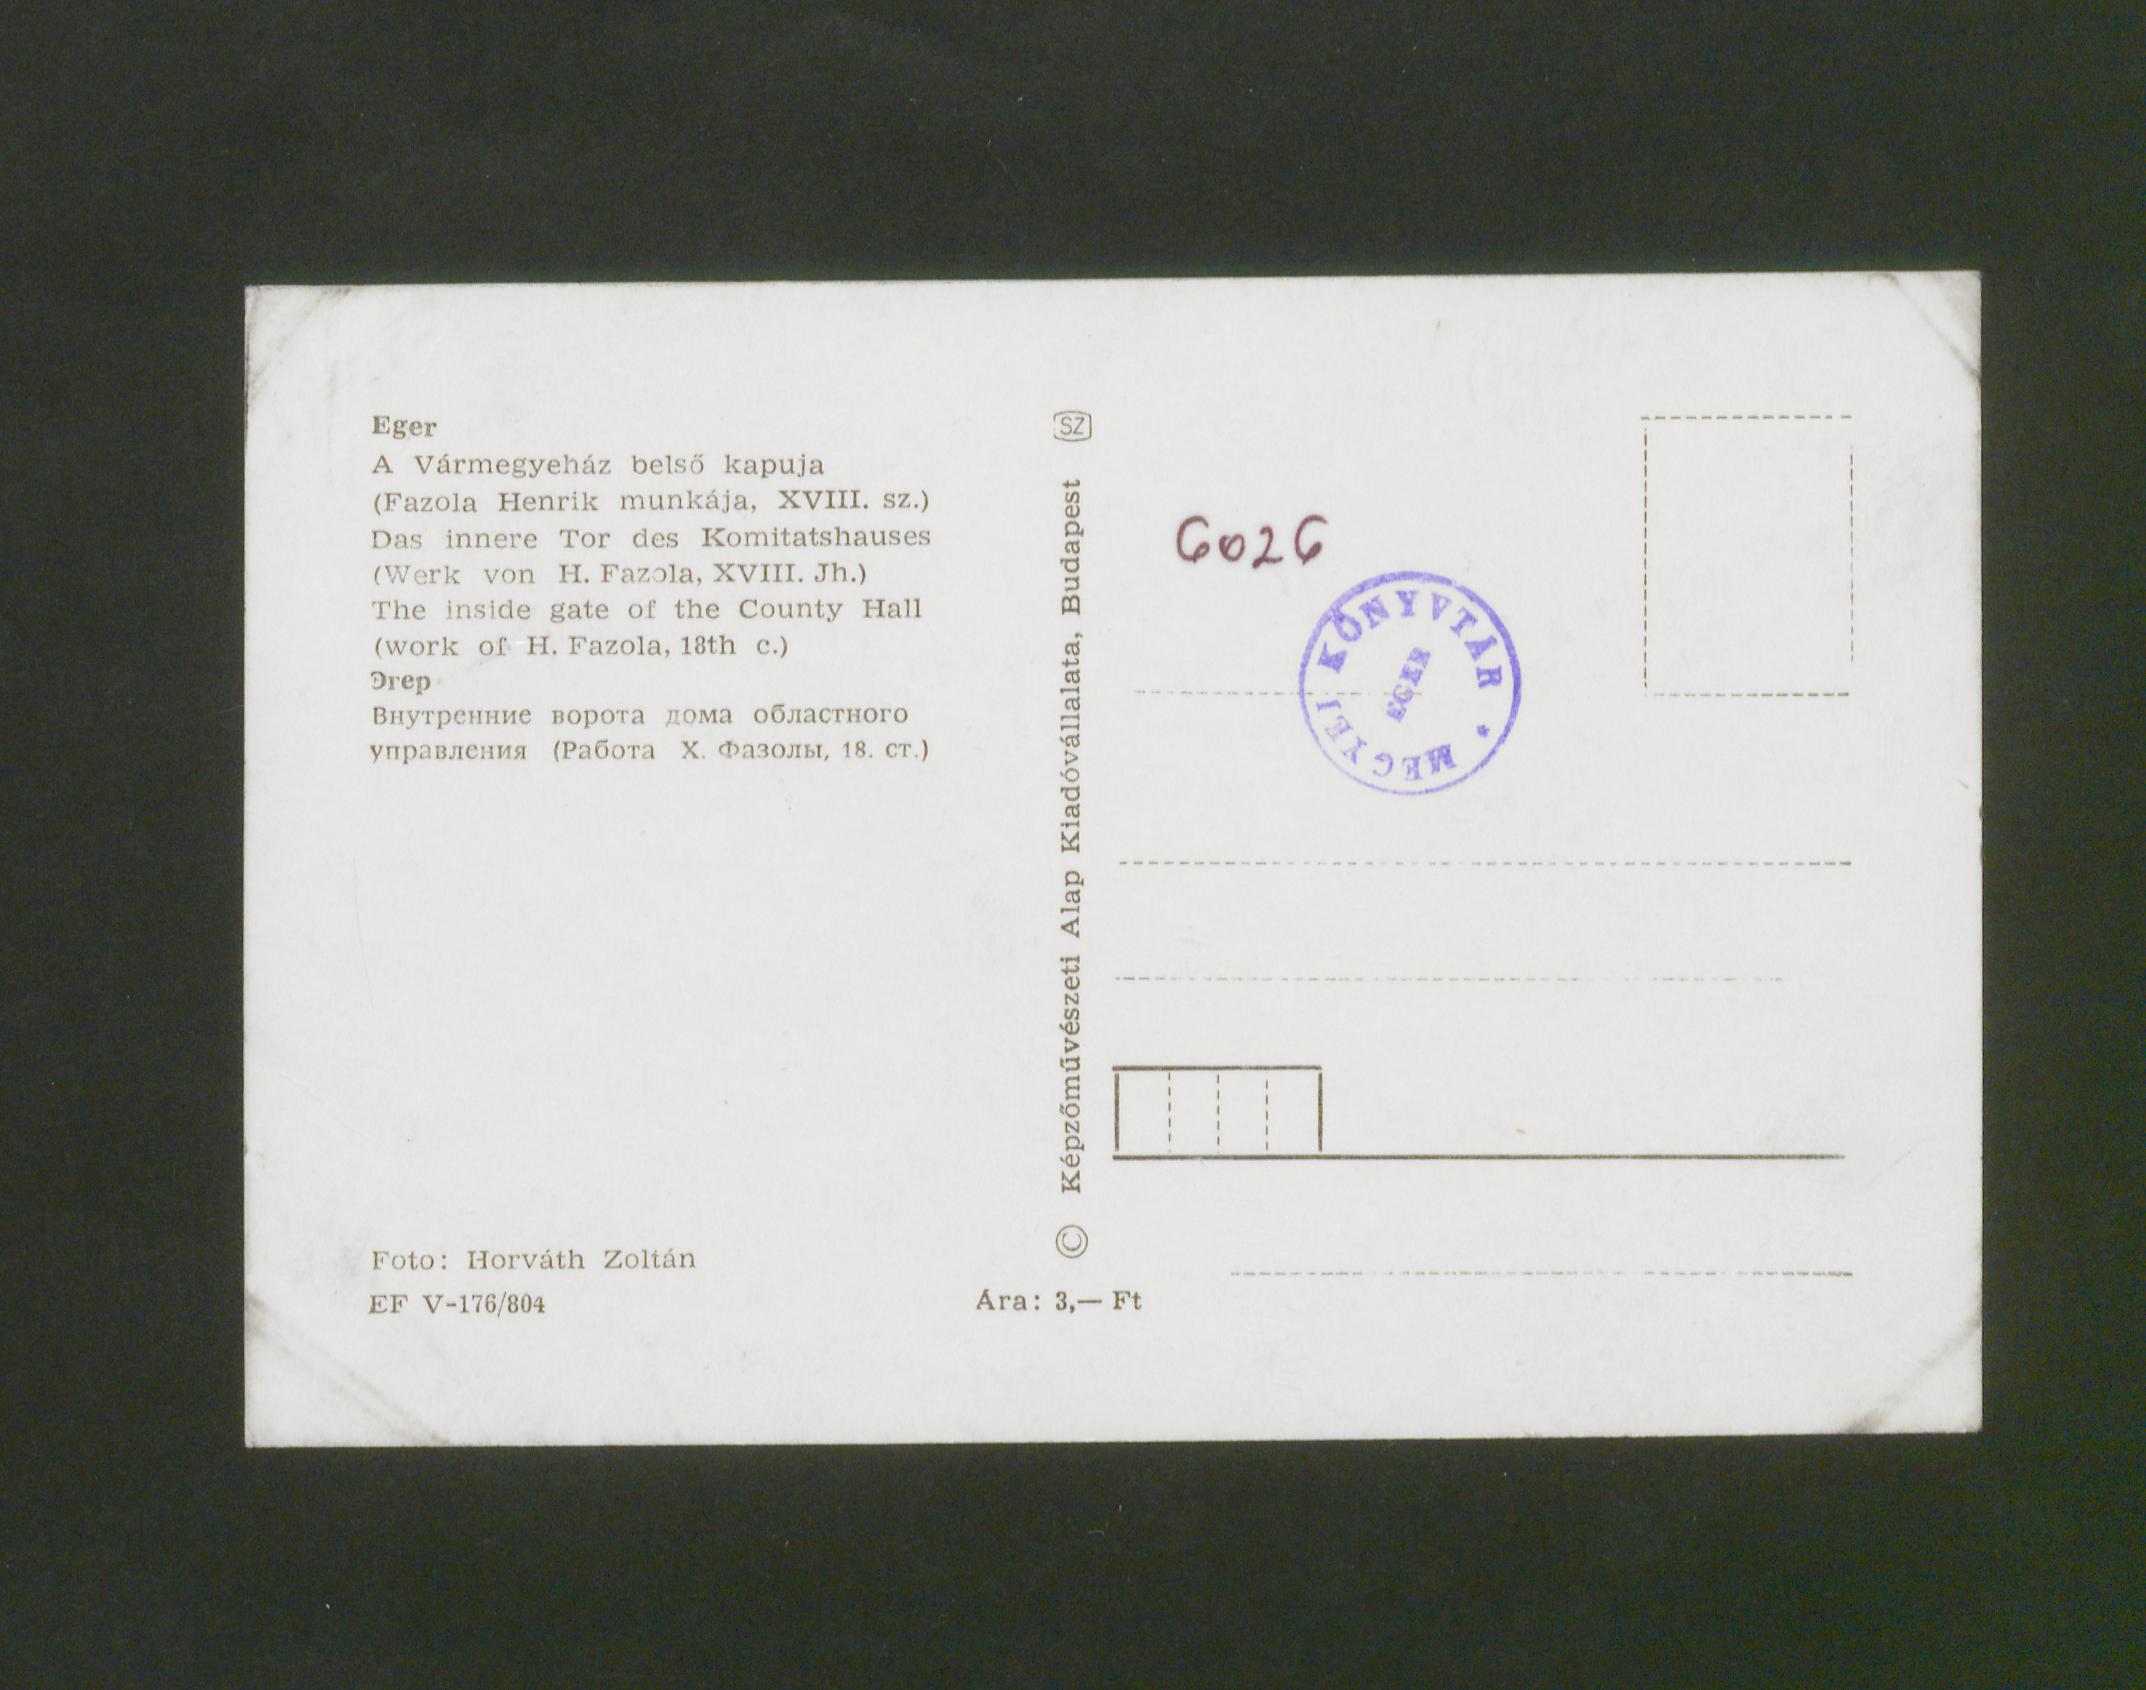 Eger
A Vármegyeház belső kapuja
(Fazola Henrik munkája, XVIII. sz.)
Das innere Tor des Komitatshauses
(Werk von H. Fazola, XVIII. Jh.)
The inside gate of the County Hall
(work of H. Fazola, 18th c.)
Эгер
Внутренние ворота дома областного
управления (Работа Х. Фазолы, 18. ст.)
Foto: Horváth Zoltán
EF V-176/804
SZ
© Képzőművészeti Alap Kiadóvállalata, Budapest
Ára: 3,— Ft
6026
MEGYEI KÖNYVTÁR *
EGER